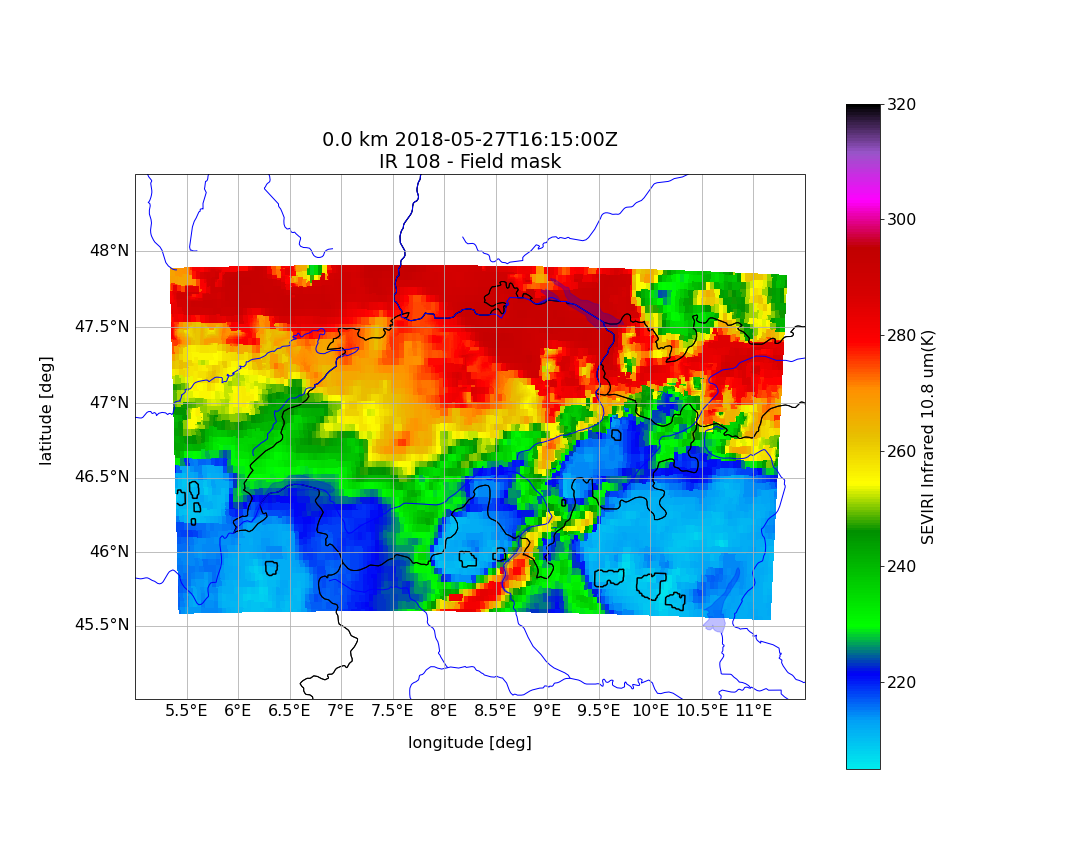 0.0 km 2018-05-27T16:15:00Z
IR 108 - Field mask
320
300
280
260
240
220
SEVIRI Infrared 10.8 um(K)
48°N
47.5°N
47°N
46.5°N
46°N
45.5°N
latitude [deg]
5.5°E 6°E 6.5°E 7°E 7.5°E 8°E 8.5°E 9°E 9.5°E 10°E 10.5°E 11°E
longitude [deg]